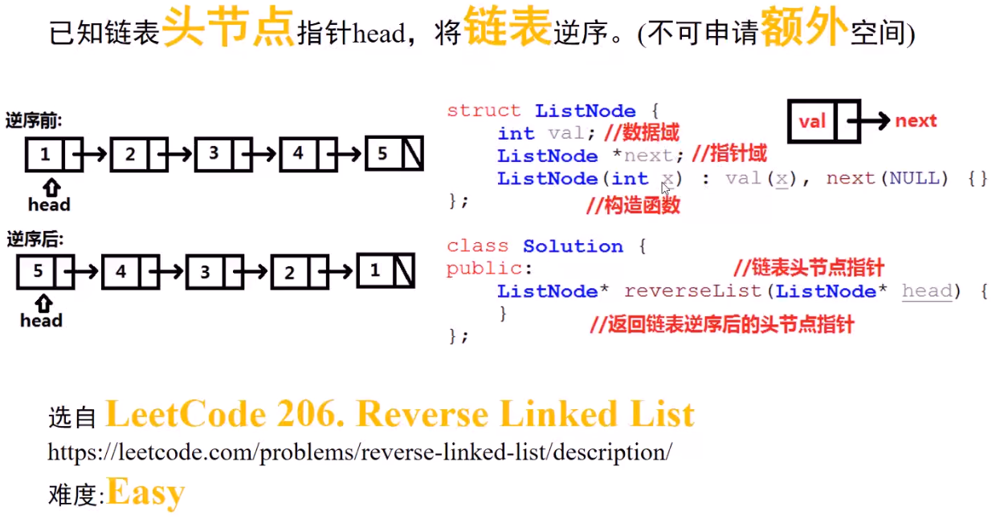 已知链表头节点指针head，将链表逆序。(不可申请额外空间)
逆序前:
1 2 3 4 5
head
逆序后:
5 4 3 2 1
head
struct ListNode {
int val; //数据域
ListNode *next; //指针域
ListNode(int x) : val(x), next(NULL) {}
}; //构造函数
val next
class Solution {
public: //链表头节点指针
ListNode* reverseList(ListNode* head) {
} //返回链表逆序后的头节点指针
};
选自 LeetCode 206. Reverse Linked List
https://leetcode.com/problems/reverse-linked-list/description/
难度:Easy